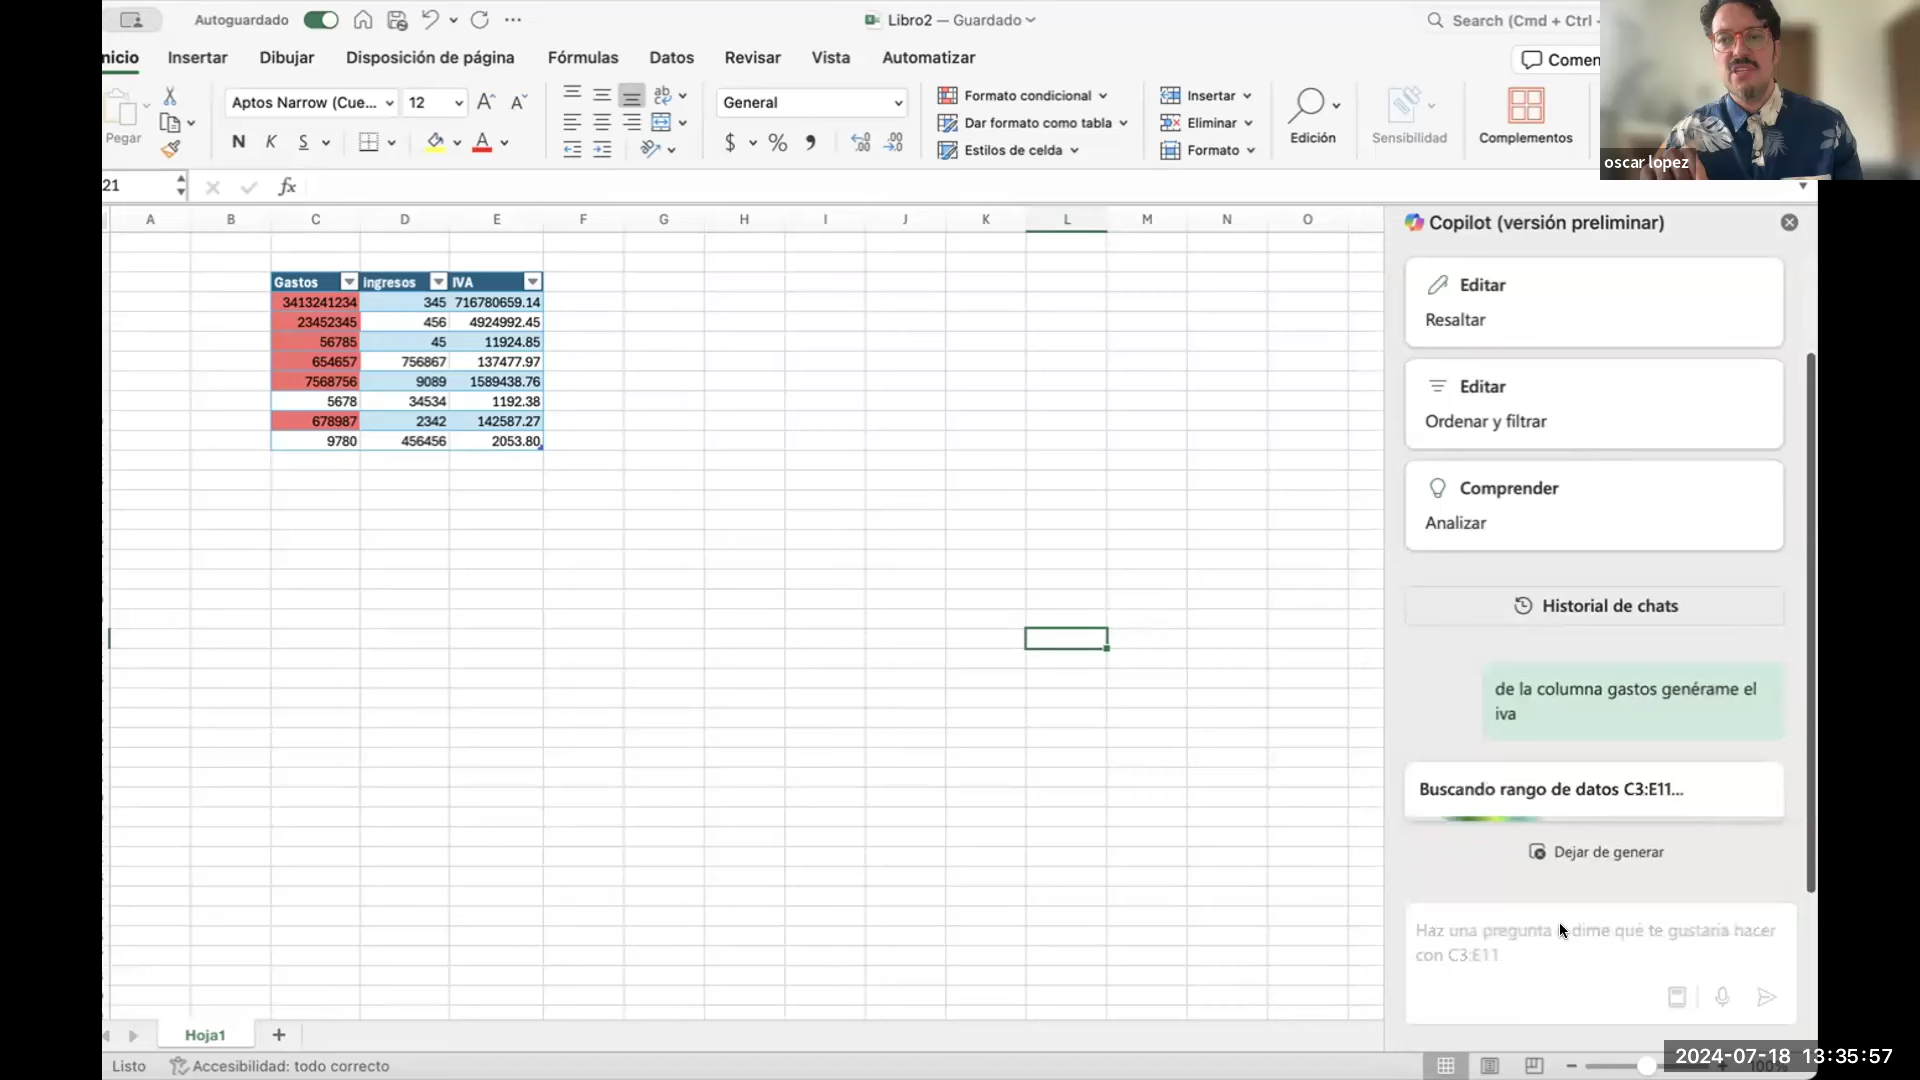 Autoguardado
Libro2 — Guardado
Search (Cmd + Ctrl -
nicio Insertar Dibujar Disposición de página Fórmulas Datos Revisar Vista Automatizar
Comen
Pegar
Aptos Narrow (Cue... 12
N K S
General
$ %
Formato condicional
Dar formato como tabla
Estilos de celda
Insertar
Eliminar
Formato
Edición
Sensibilidad
Complementos
oscar lopez
21
fx
A B C D E F G H I J K L M N O
Gastos Ingresos IVA
3413241234 345 716780659.14
23452345 456 4924992.45
56785 45 11924.85
654657 756867 137477.97
7568756 9089 1589438.76
5678 34534 1192.38
678987 2342 142587.27
9780 456456 2053.80
Copilot (versión preliminar)
Editar
Resaltar
Editar
Ordenar y filtrar
Comprender
Analizar
Historial de chats
de la columna gastos genérame el
iva
Buscando rango de datos C3:E11...
Dejar de generar
Haz una pregunta dime qué te gustaría hacer
con C3:E11
Hoja1
Listo
Accesibilidad: todo correcto
100%
2024-07-18 13:35:57